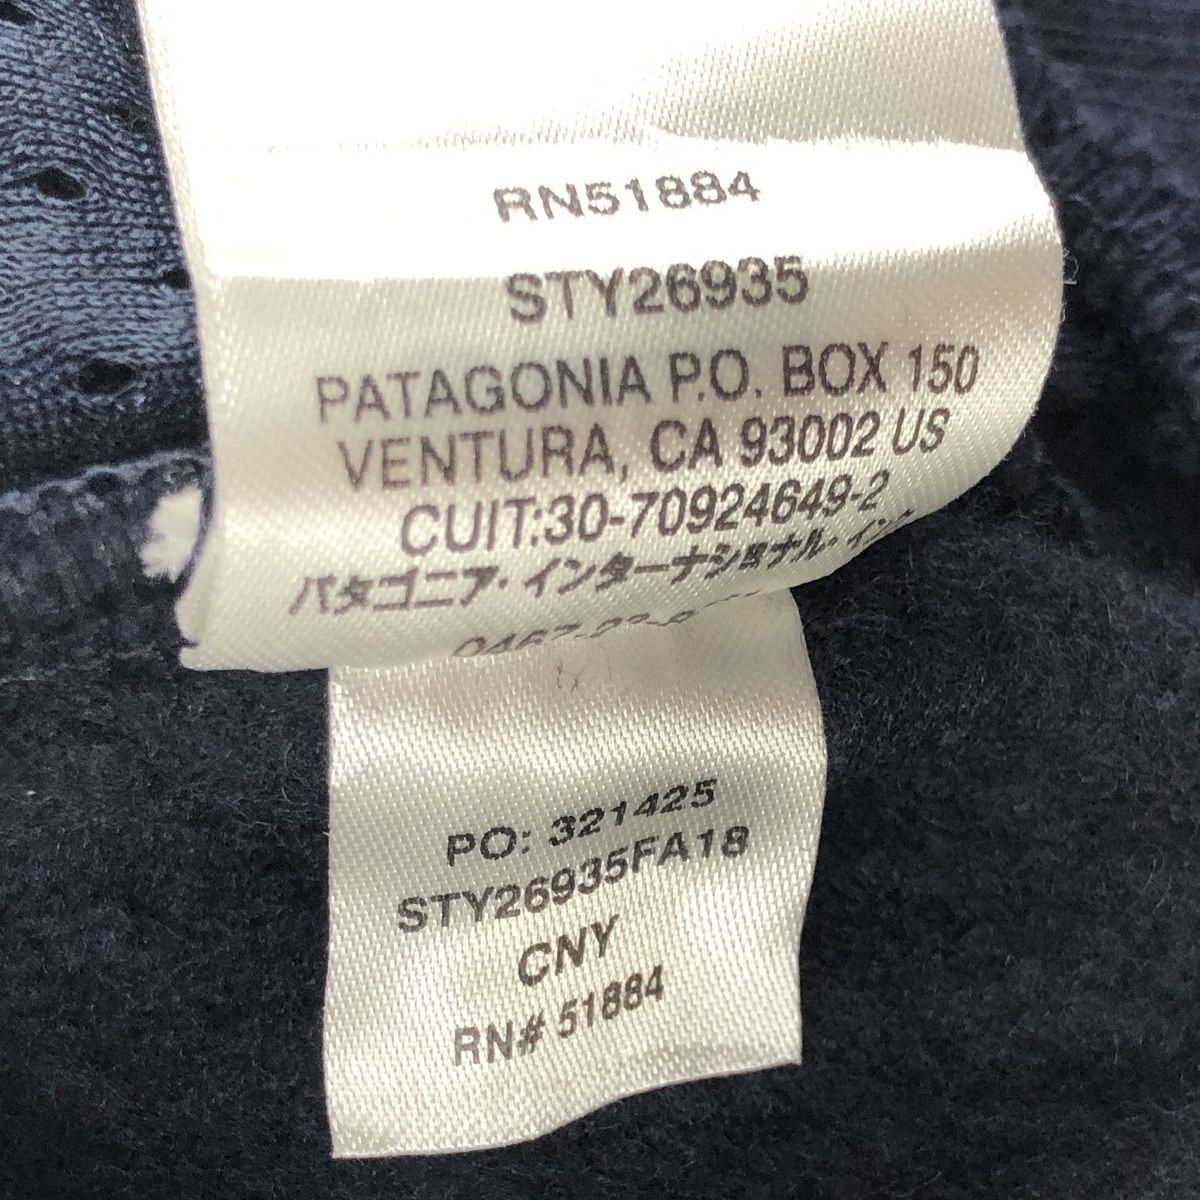 RN51884
STY26935
PATAGONIA P.O. BOX 150
VENTURA, CA 93002 US
CUIT:30-70924649-2
パタゴニア・インターナショナル・イン
PO: 321425
STY26935FA18
CNY
RN# 51884